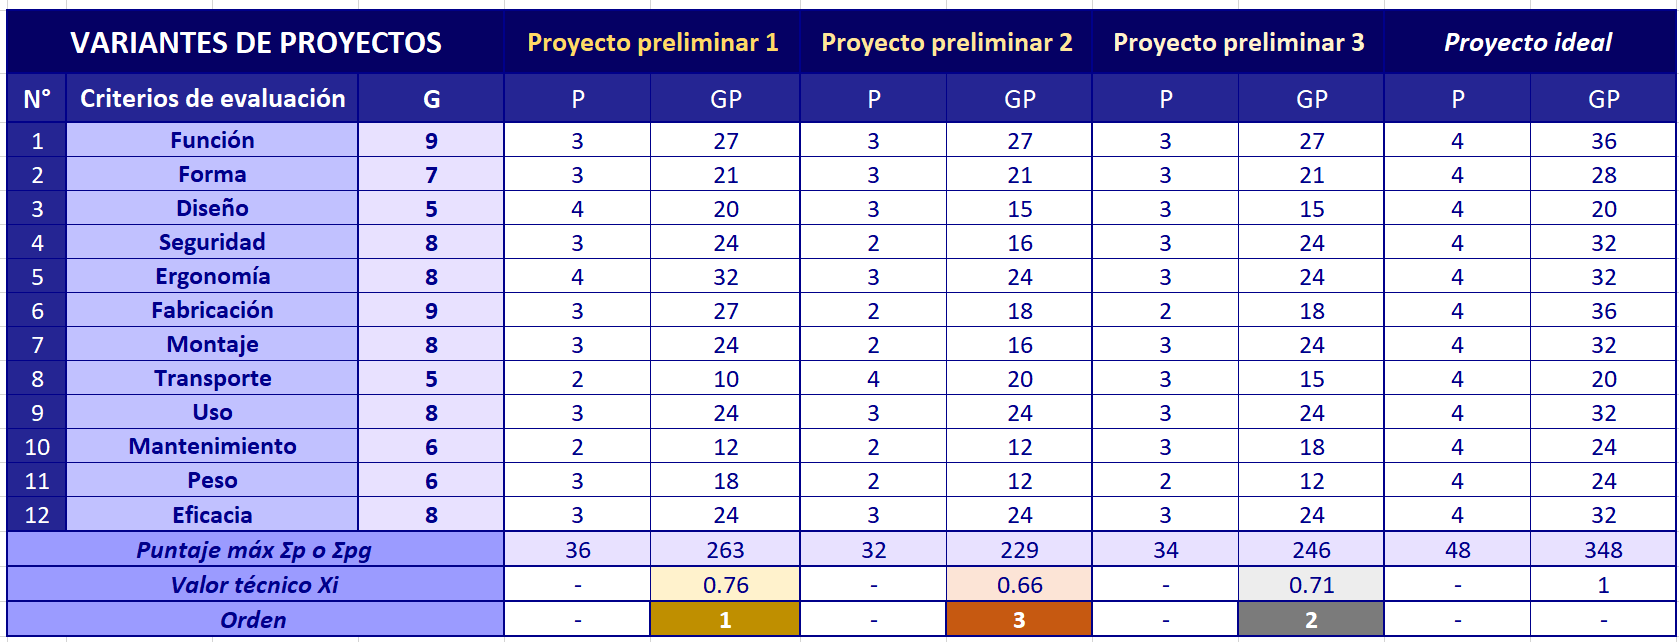 VARIANTES DE PROYECTOS Proyecto preliminar 1 Proyecto preliminar 2 Proyecto preliminar 3 Proyecto ideal
N° Criterios de evaluación G P GP P GP P GP P GP
1 Función 9 3 27 3 27 3 27 4 36
2 Forma 7 3 21 3 21 3 21 4 28
3 Diseño 5 4 20 3 15 3 15 4 20
4 Seguridad 8 3 24 2 16 3 24 4 32
5 Ergonomía 8 4 32 3 24 3 24 4 32
6 Fabricación 9 3 27 2 18 2 18 4 36
7 Montaje 8 3 24 2 16 3 24 4 32
8 Transporte 5 2 10 4 20 3 15 4 20
9 Uso 8 3 24 3 24 3 24 4 32
10 Mantenimiento 6 2 12 2 12 3 18 4 24
11 Peso 6 3 18 2 12 2 12 4 24
12 Eficacia 8 3 24 3 24 3 24 4 32
Puntaje máx Σp o Σpg 36 263 32 229 34 246 48 348
Valor técnico Xi - 0.76 - 0.66 - 0.71 - 1
Orden - 1 - 3 - 2 - -